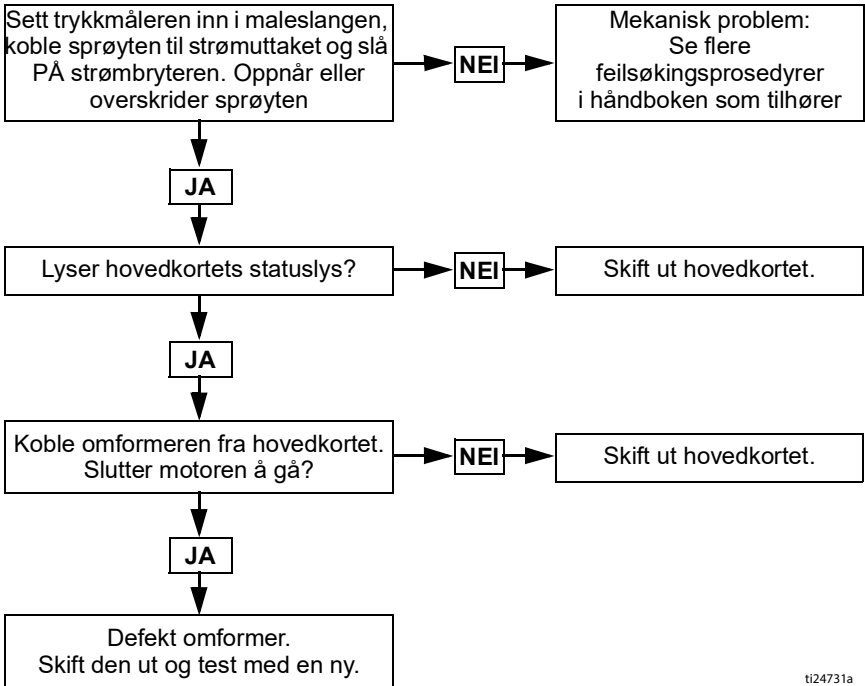 Sett trykkmåleren inn i maleslangen,
koble sprøyten til strømuttaket og slå
PÅ strømbryteren. Oppnår eller
overskrider sprøyten
NEI
Mekanisk problem:
Se flere
feilsøkingsprosedyrer
i håndboken som tilhører
JA
Lyser hovedkortets statuslys?
NEI
Skift ut hovedkortet.
JA
Koble omformeren fra hovedkortet.
Slutter motoren å gå?
NEI
Skift ut hovedkortet.
JA
Defekt omformer.
Skift den ut og test med en ny.
ti24731a